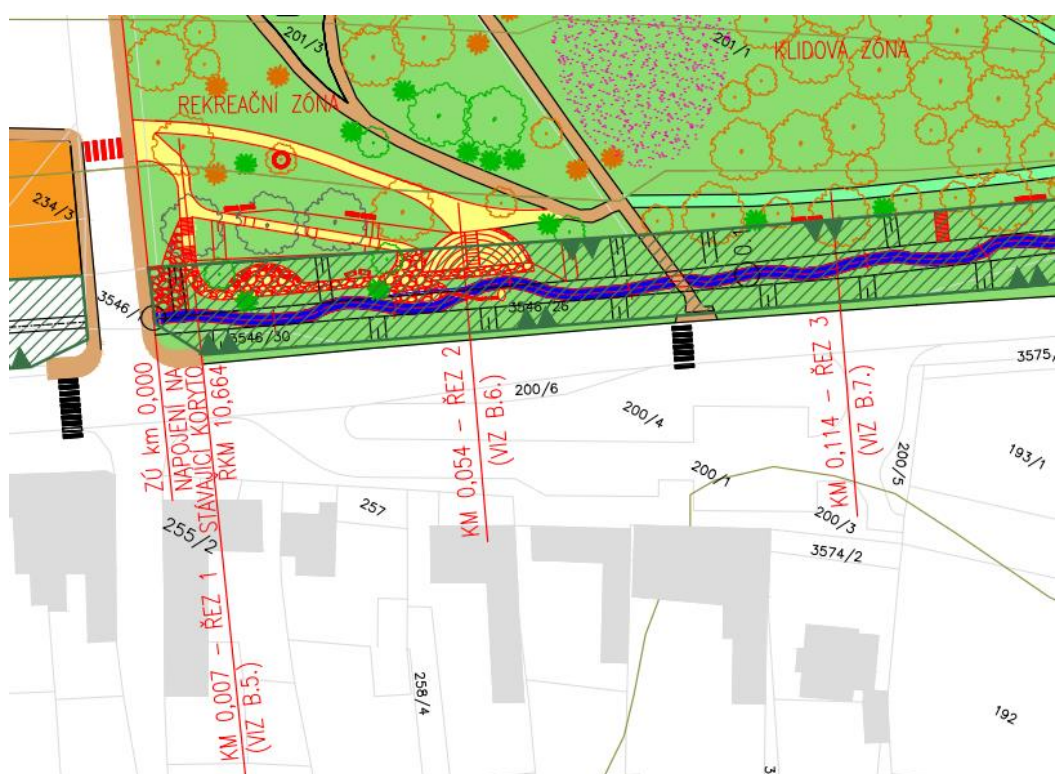 201/3
201/1
KLIDOVÁ ZÓNA
REKREAČNÍ ZÓNA
234/3
3546/
3546/26
3546/30
3575/
200/6
200/4
200/1
200/5
193/1
200/3
3574/2
257
255/2
258/4
192
ZÚ km 0,000
NAPOJENÍ NA
STÁVAJÍCÍ KORYTO
RKM 10,664
KM 0,007 – ŘEZ 1
(VIZ B.5.)
KM 0,054 – ŘEZ 2
(VIZ B.6.)
KM 0,114 – ŘEZ 3
(VIZ B.7.)